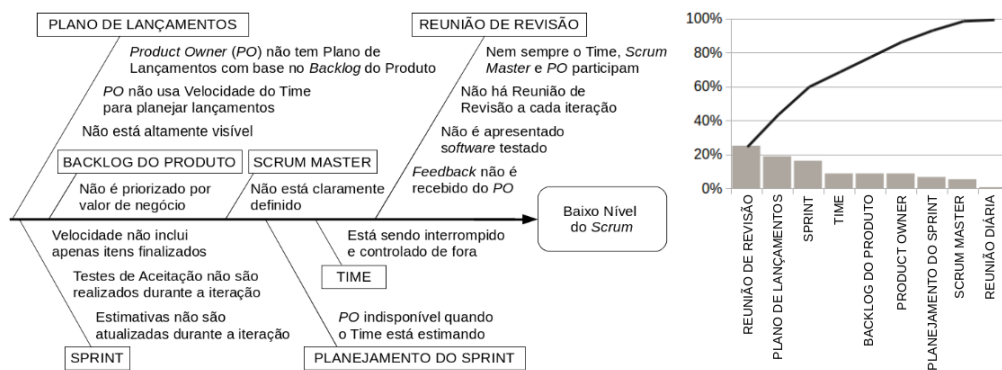 PLANO DE LANÇAMENTOS
Product Owner (PO) não tem Plano de
Lançamentos com base no Backlog do Produto
PO não usa Velocidade do Time
para planejar lançamentos
Não está altamente visível
BACKLOG DO PRODUTO
Não é priorizado por
valor de negócio
SCRUM MASTER
Não está claramente
definido
REUNIÃO DE REVISÃO
Nem sempre o Time, Scrum
Master e PO participam
Não há Reunião de
Revisão a cada iteração
Não é apresentado
software testado
Feedback não é
recebido do PO
Baixo Nível
do Scrum
Velocidade não inclui
apenas itens finalizados
Testes de Aceitação não são
realizados durante a iteração
Estimativas não são
atualizadas durante a iteração
SPRINT
Está sendo interrompido
e controlado de fora
TIME
PO indisponível quando
o Time está estimando
PLANEJAMENTO DO SPRINT
100%
80%
60%
40%
20%
0%
REUNIÃO DE REVISÃO
PLANO DE LANÇAMENTOS
SPRINT
TIME
BACKLOG DO PRODUTO
PRODUCT OWNER
PLANEJAMENTO DO SPRINT
SCRUM MASTER
REUNIÃO DIÁRIA